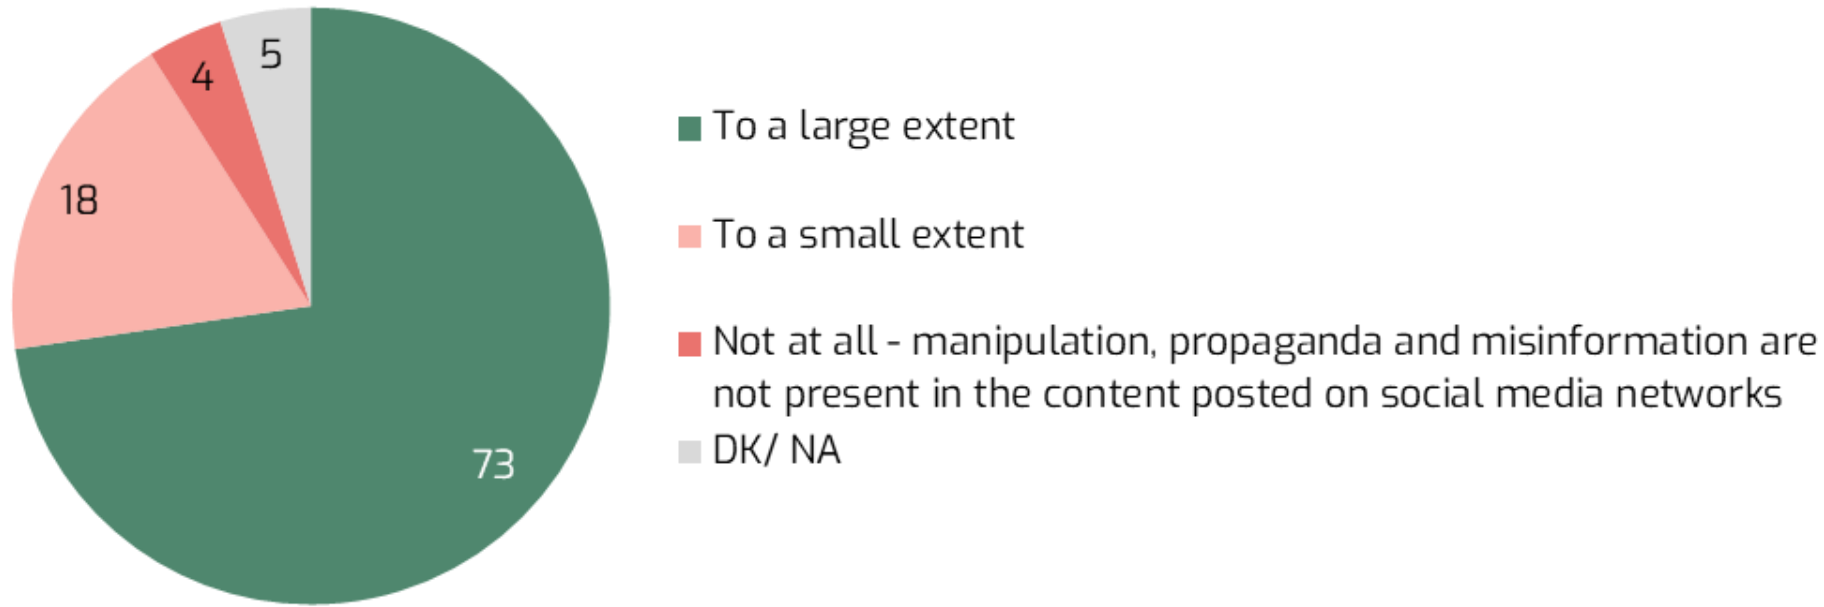 5
4
18
73
To a large extent
To a small extent
Not at all - manipulation, propaganda and misinformation are
not present in the content posted on social media networks
DK/ NA